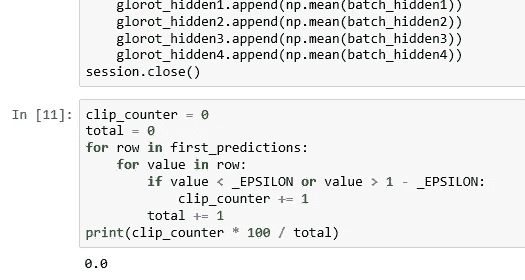 glorot_hidden1.append(np.mean(batch_hidden1))
    glorot_hidden2.append(np.mean(batch_hidden2))
    glorot_hidden3.append(np.mean(batch_hidden3))
    glorot_hidden4.append(np.mean(batch_hidden4))
session.close()
In [11]: clip_counter = 0
total = 0
for row in first_predictions:
    for value in row:
        if value < _EPSILON or value > 1 - _EPSILON:
            clip_counter += 1
        total += 1
print(clip_counter * 100 / total)
0.0